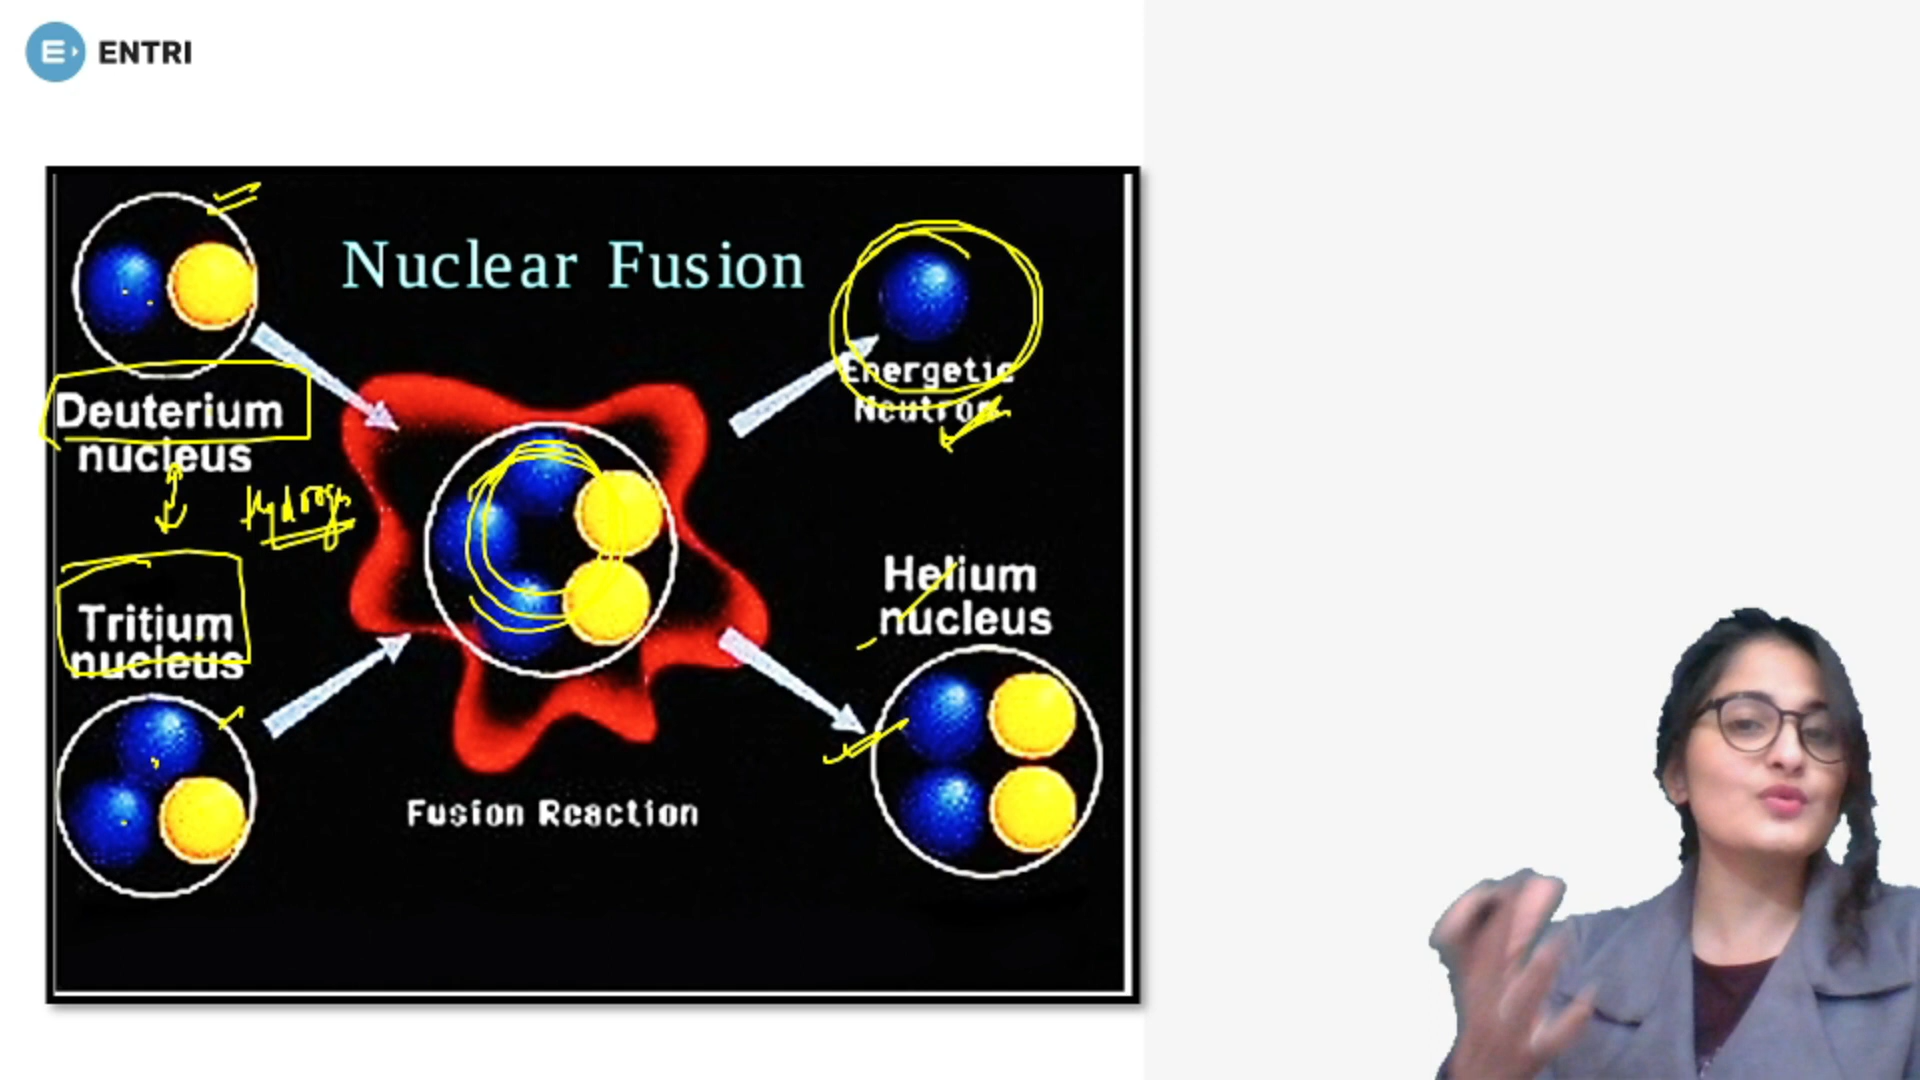 ENTRI
Nuclear Fusion
Deuterium
nucleus
Hydrogen
Tritium
nucleus
Energetic
Neutron
Helium
nucleus
Fusion Reaction